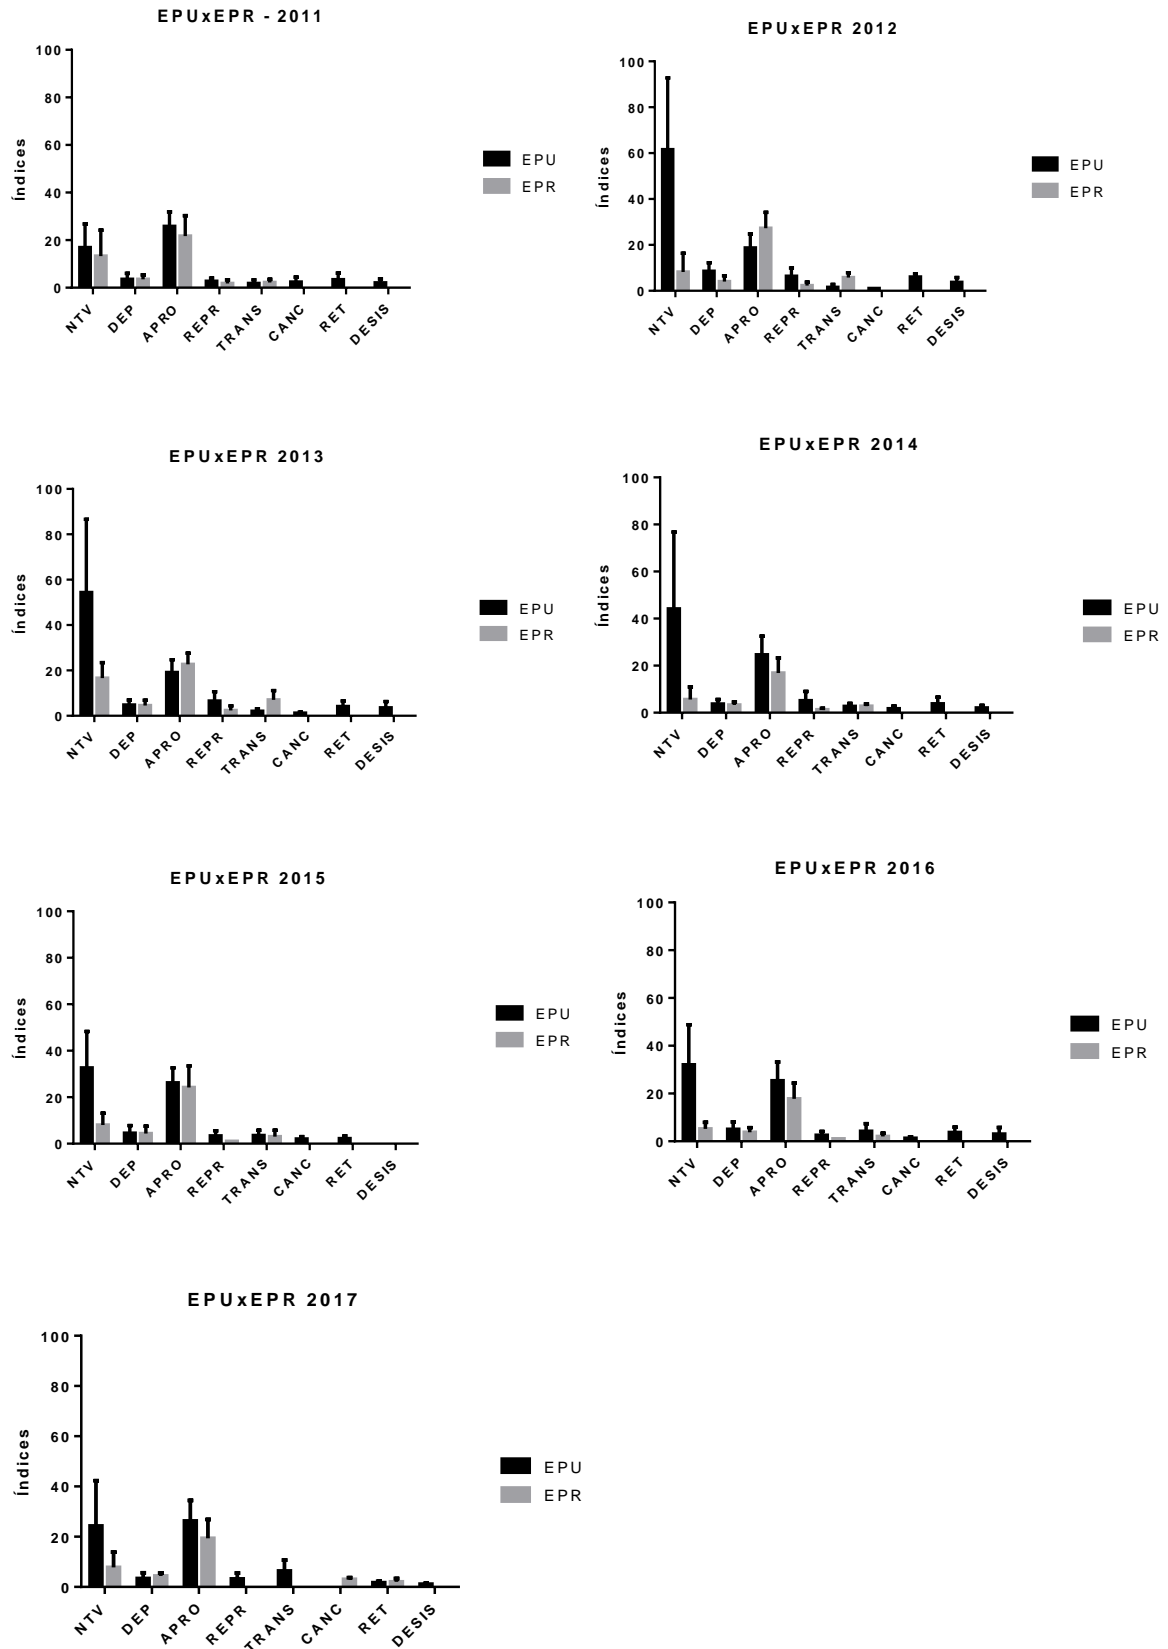 EPUxEPR - 2011
100
80
60
40
20
0
Índices
NTV DEP APRO REPR TRANS CANC RET DESIS
EPU
EPR
EPUxEPR 2012
100
80
60
40
20
0
Índices
NTV DEP APRO REPR TRANS CANC RET DESIS
EPU
EPR
EPUxEPR 2013
100
80
60
40
20
0
Índices
NTV DEP APRO REPR TRANS CANC RET DESIS
EPU
EPR
EPUxEPR 2014
100
80
60
40
20
0
Índices
NTV DEP APRO REPR TRANS CANC RET DESIS
EPU
EPR
EPUxEPR 2015
100
80
60
40
20
0
Índices
NTV DEP APRO REPR TRANS CANC RET DESIS
EPU
EPR
EPUxEPR 2016
100
80
60
40
20
0
Índices
NTV DEP APRO REPR TRANS CANC RET DESIS
EPU
EPR
EPUxEPR 2017
100
80
60
40
20
0
Índices
NTV DEP APRO REPR TRANS CANC RET DESIS
EPU
EPR